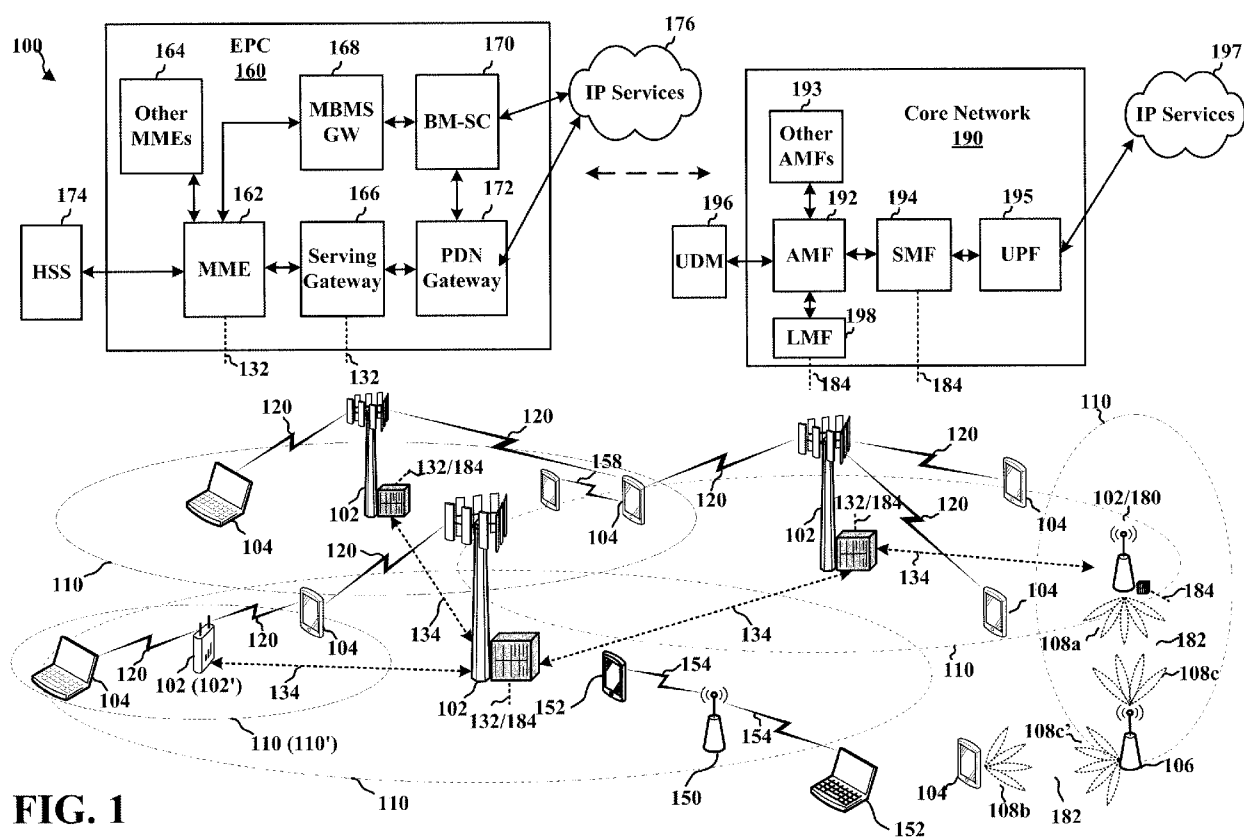 100
EPC
160
164
Other
MMEs
168
MBMS
GW
170
BM-SC
176
IP Services
174
HSS
162
MME
166
Serving
Gateway
172
PDN
Gateway
132
132
197
IP Services
Core Network
190
193
Other
AMFs
196
UDM
192
AMF
194
SMF
195
UPF
198
LMF
184
184
120
120
158
120
120
110
132/184
102
104
104
104
120
132/184
102
120
102/180
104
110
120
134
134
104
184
108a
182
104
120
120
134
134
110
108c
104
102 (102')
134
102
132/184
152
154
154
108c'
110 (110')
150
104
108b
182
106
110
152
FIG. 1